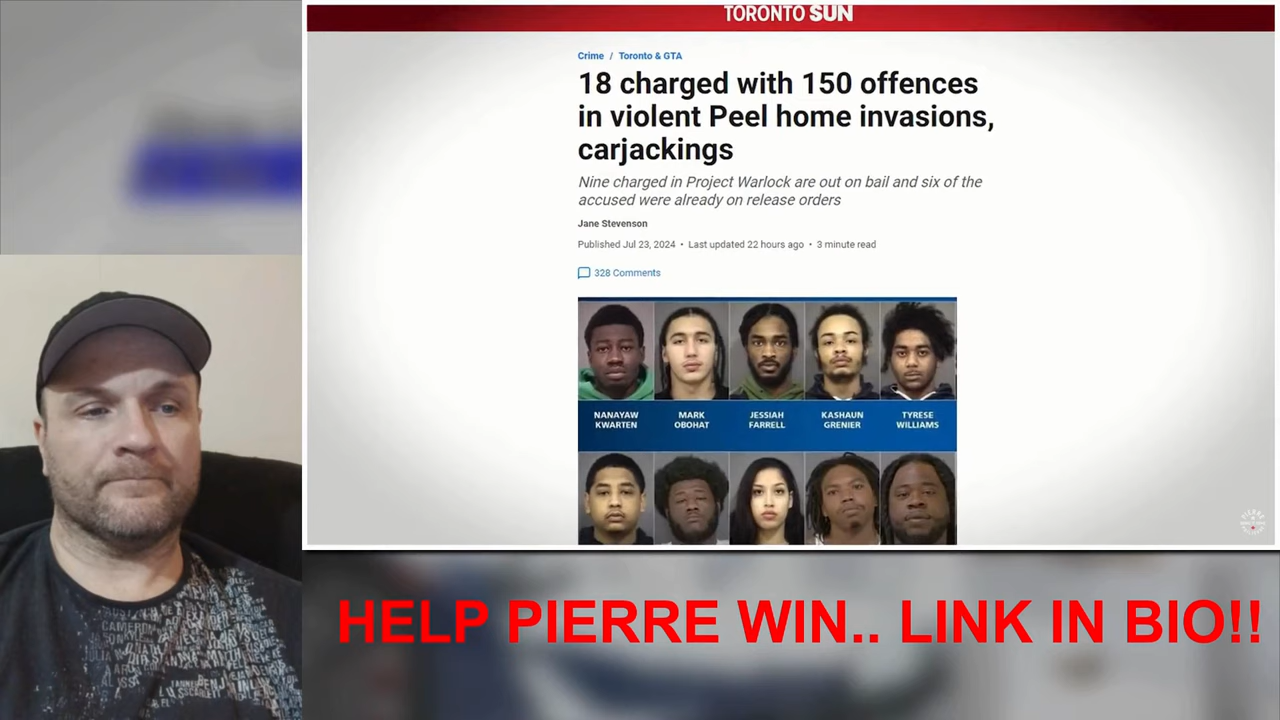 TORONTO SUN
Crime / Toronto & GTA
18 charged with 150 offences
in violent Peel home invasions,
carjackings
Nine charged in Project Warlock are out on bail and six of the
accused were already on release orders
Jane Stevenson
Published Jul 23, 2024 • Last updated 22 hours ago • 3 minute read
328 Comments
NANAYAW
KWARTEN
MARK
OBOHAT
JESSIAH
FARRELL
KASHAUN
GRENIER
TYRESE
WILLIAMS
HELP PIERRE WIN.. LINK IN BIO!!
CAMERON